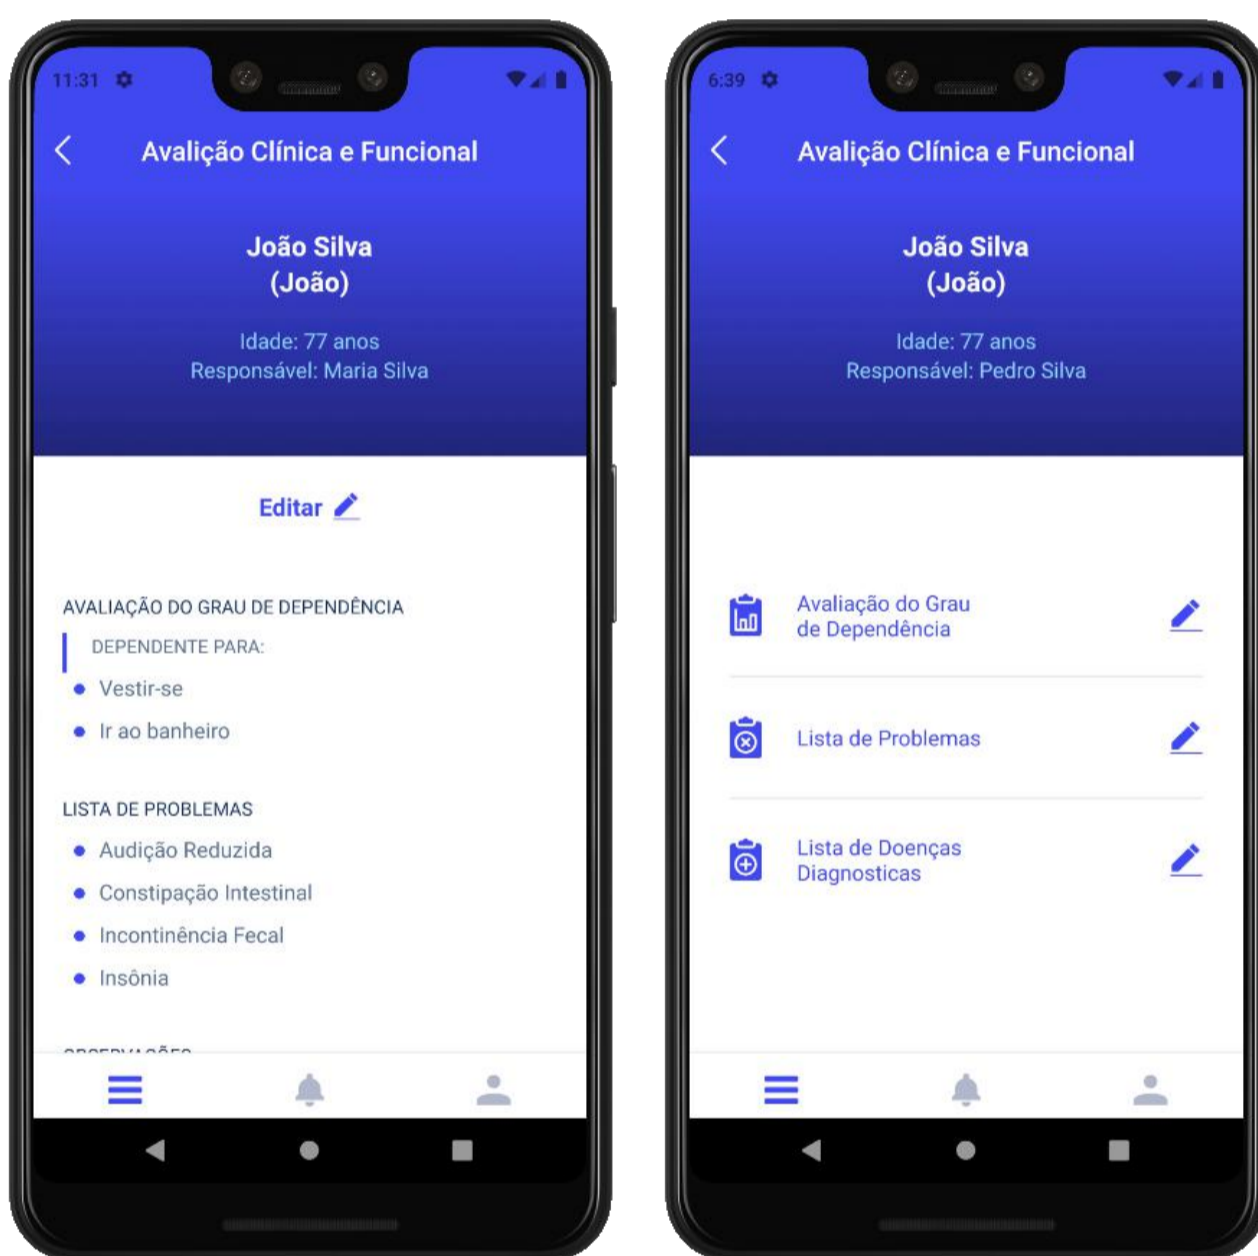 11:31
Avalição Clínica e Funcional
João Silva
(João)
Idade: 77 anos
Responsável: Maria Silva
Editar
AVALIAÇÃO DO GRAU DE DEPENDÊNCIA
DEPENDENTE PARA:
Vestir-se
Ir ao banheiro
LISTA DE PROBLEMAS
Audição Reduzida
Constipação Intestinal
Incontinência Fecal
Insônia
OBSERVAÇÕES
6:39
Avalição Clínica e Funcional
João Silva
(João)
Idade: 77 anos
Responsável: Pedro Silva
Avaliação do Grau
de Dependência
Lista de Problemas
Lista de Doenças
Diagnosticas